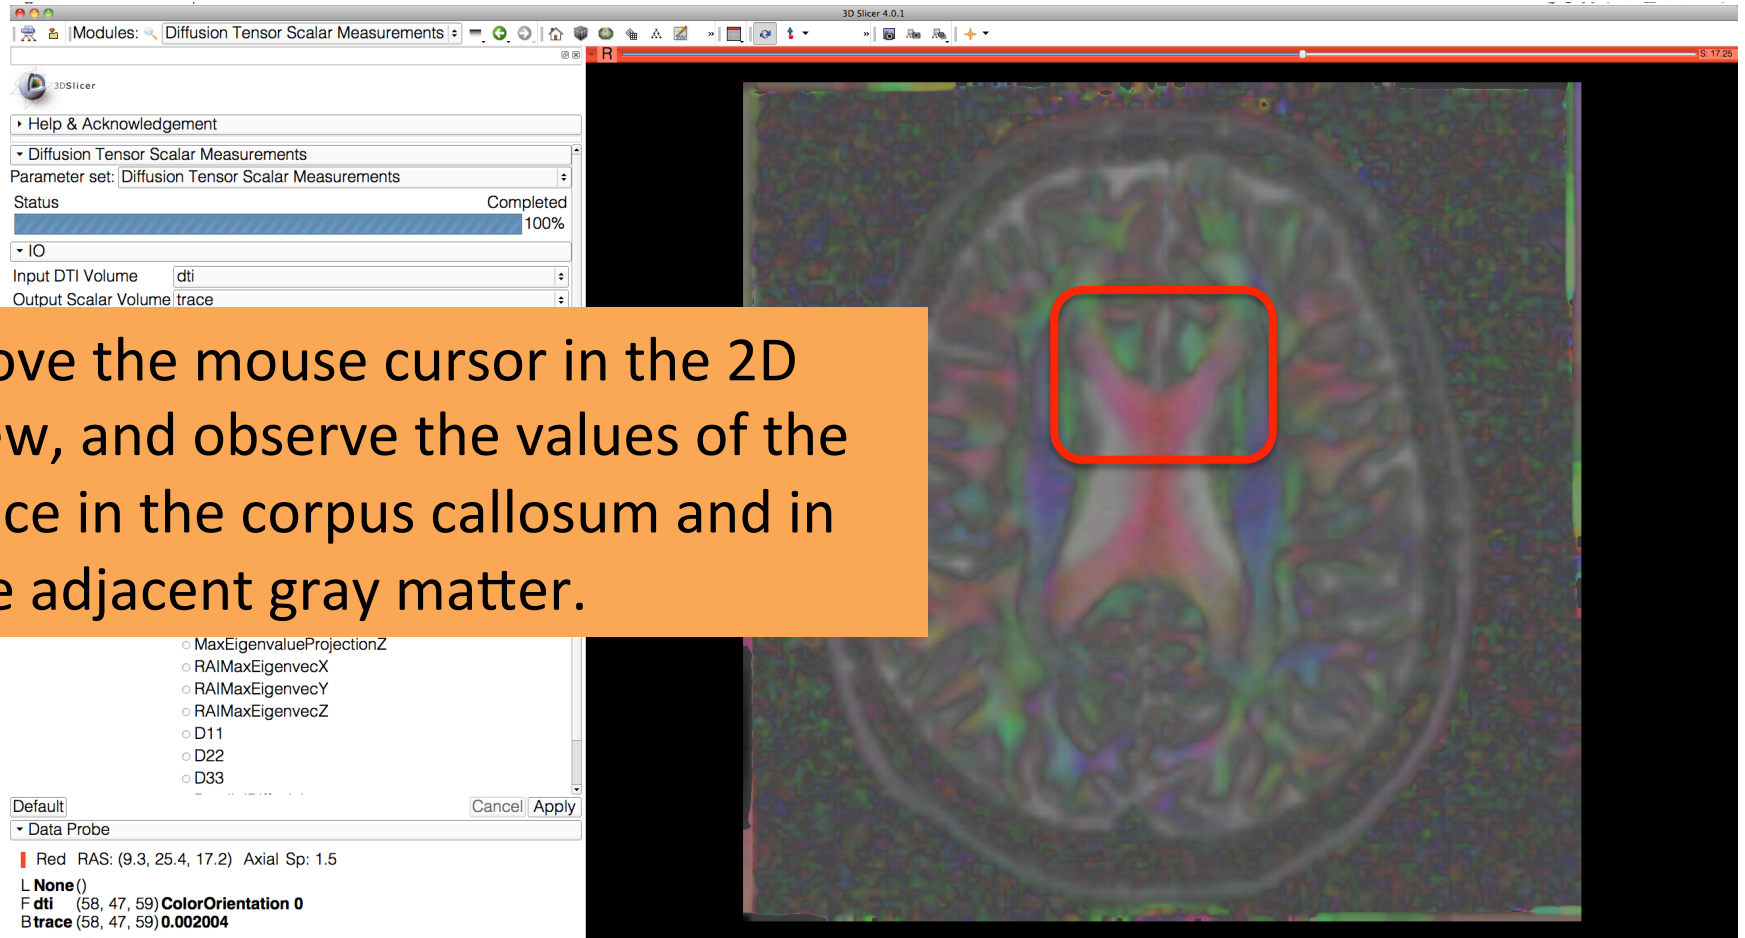 3D Slicer 4.0.1
Modules: Diffusion Tensor Scalar Measurements
R
S: 17.25
3DSlicer
Help & Acknowledgement
Diffusion Tensor Scalar Measurements
Parameter set: Diffusion Tensor Scalar Measurements
Status Completed
100%
IO
Input DTI Volume dti
Output Scalar Volume trace
ove the mouse cursor in the 2D
ew, and observe the values of the
ce in the corpus callosum and in
e adjacent gray matter.
MaxEigenvalueProjectionZ
RAIMaxEigenvecX
RAIMaxEigenvecY
RAIMaxEigenvecZ
D11
D22
D33
Default Cancel Apply
Data Probe
Red RAS: (9.3, 25.4, 17.2) Axial Sp: 1.5
L None ()
F dti (58, 47, 59) ColorOrientation 0
B trace (58, 47, 59) 0.002004